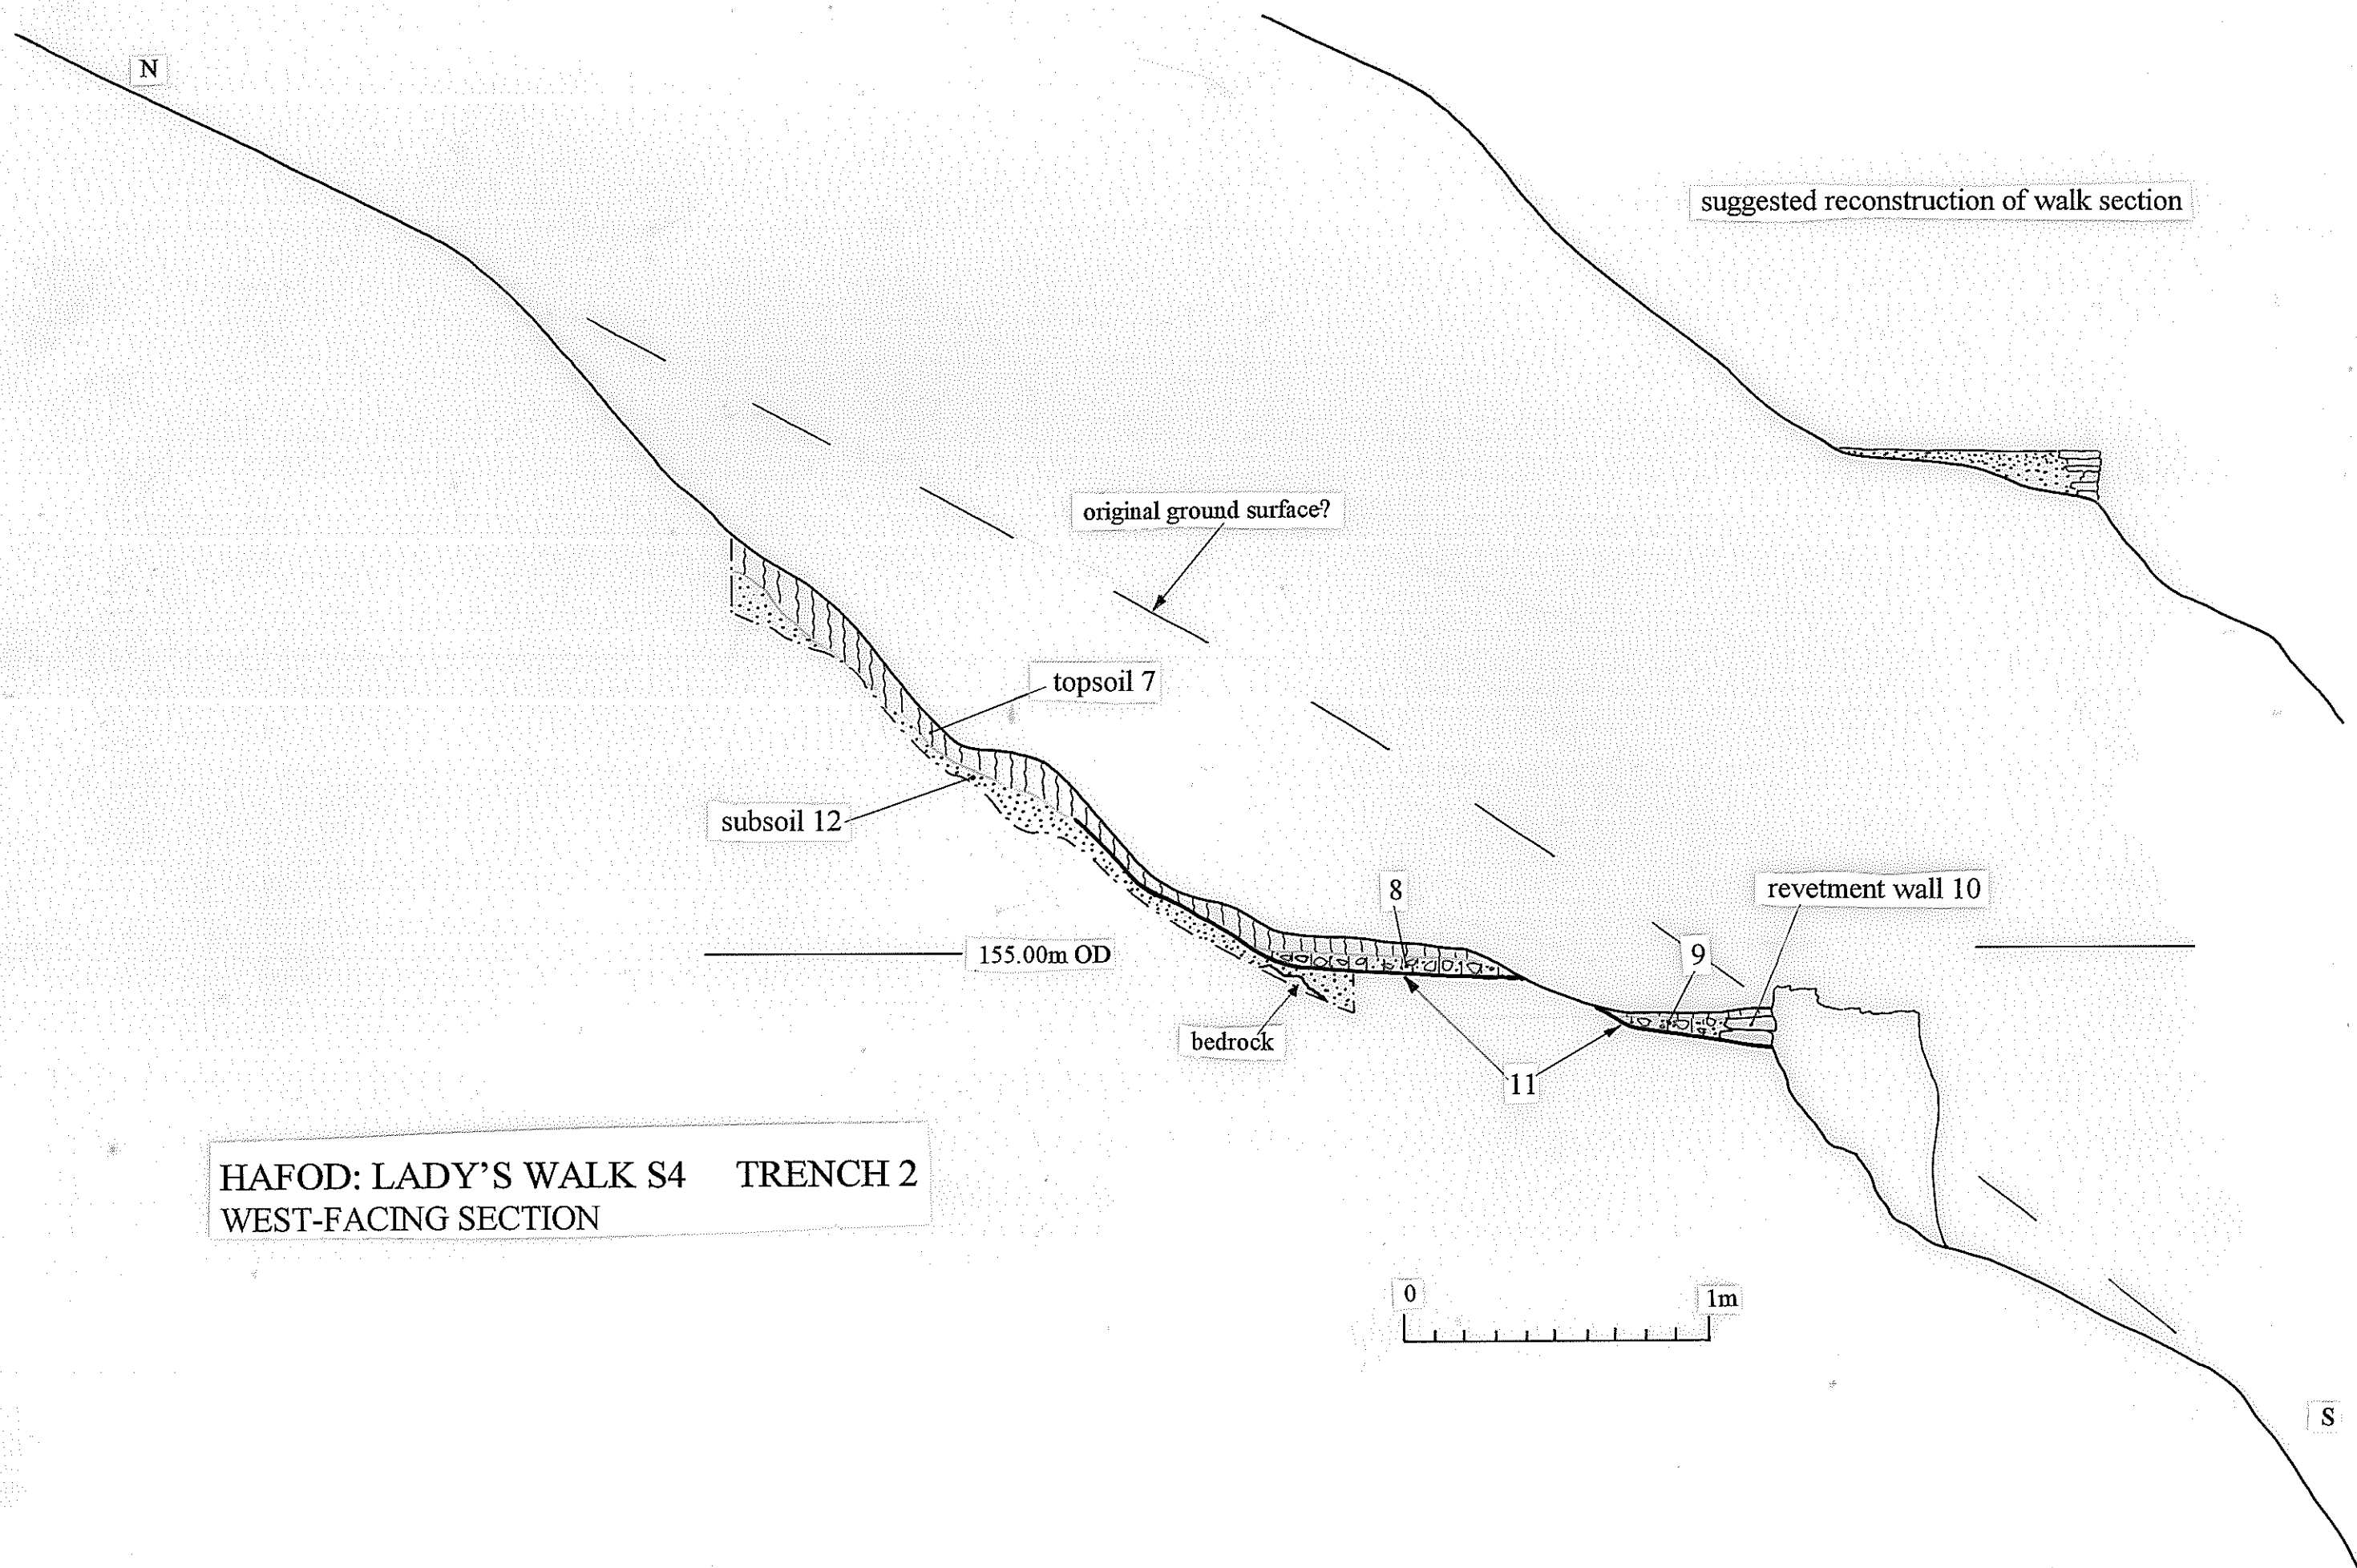 N
suggested reconstruction of walk section
original ground surface?
topsoil 7
subsoil 12
8
revetment wall 10
9
155.00m OD
bedrock
11
HAFOD: LADY’S WALK S4 TRENCH 2
WEST-FACING SECTION
0
1m
S